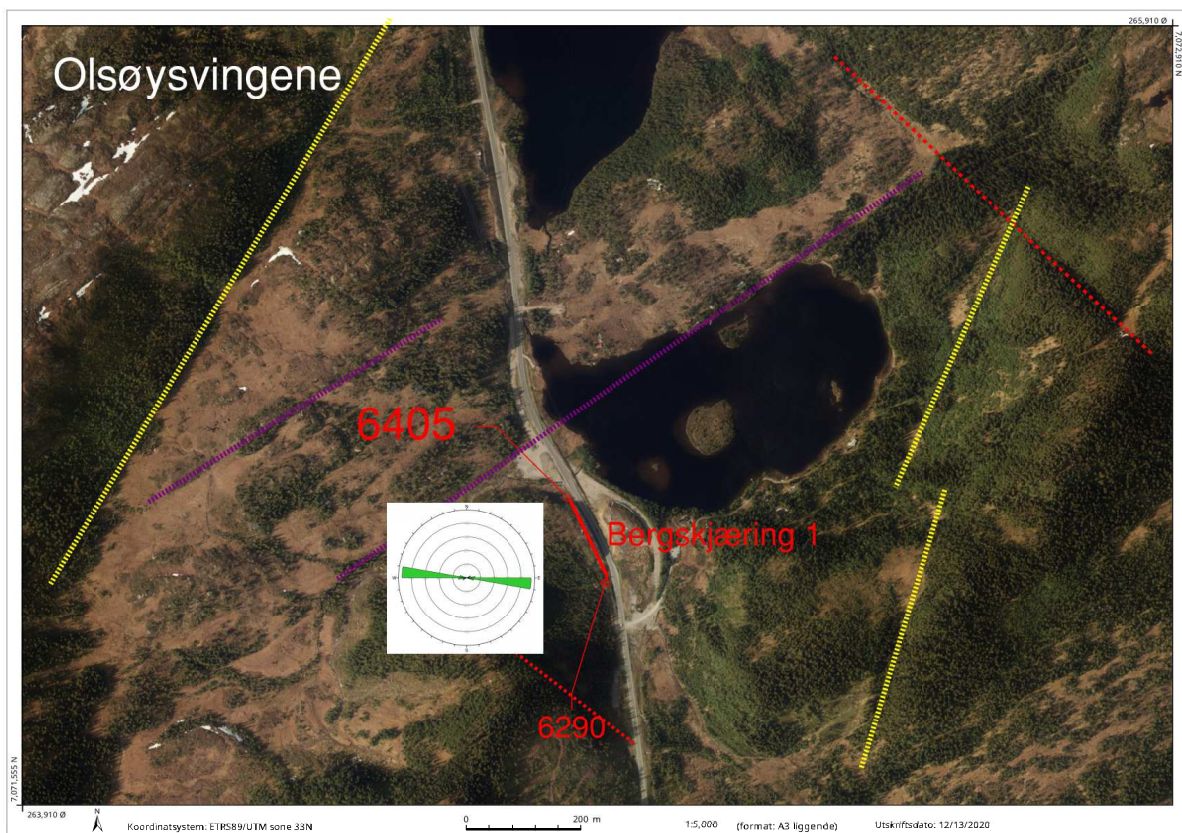 265,910 Ø
7,072,910 N
Olsøysvingene
6405
Bergskjæring 1
N
W
E
S
6290
7,071,555 N
263,910 Ø
N
Koordinatsystem: ETRS89/UTM sone 33N
0
200 m
1:5,000
(format: A3 liggende)
Utskriftsdato: 12/13/2020